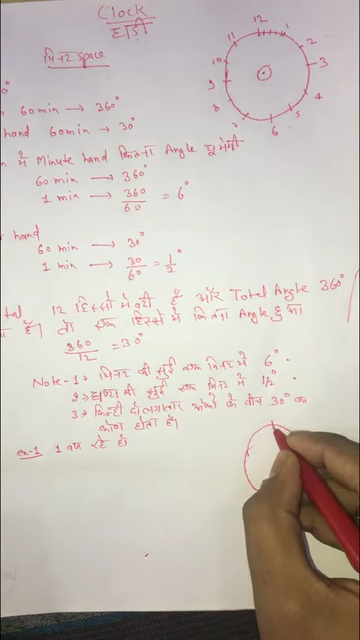 Clock
घड़ी
मिनट space
12
1
2
3
4
5
6
8
9
10
11
60 min → 360°
hand 60 min → 30°
में Minute hand कितना Angle घूमेगी
60 min → 360°
1 min → 360/60 = 6°
hand
60 min → 30°
1 min → 30/60 = 1/2°
12 हिस्सो में बटी हैं और Total Angle 360°
है। तो एक हिस्से में कितना Angle हुआ
360/12 = 30°
Note-1→ मिनट की सुई एक मिनट में 6°.
2→ घण्टा की सुई एक मिनट में 1/2°.
3→ किन्ही दो लगातार अंको के बीच 30° का
कोण होता है।
ex-1 1 बज रहे हो